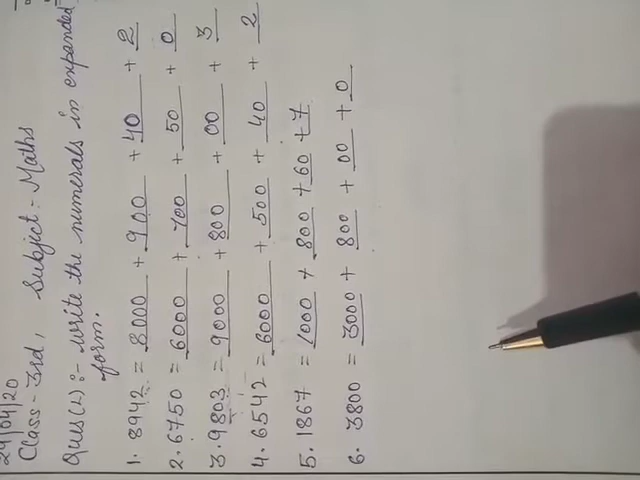 24/04/20
Class - 3rd, Subject - Maths
Ques(2) :- write the numerals in expanded
form.
1. 8942 = 8000 + 900 + 40 + 2
2. 6750 = 6000 + 700 + 50 + 0
3. 9803 = 9000 + 800 + 00 + 3
4. 6542 = 6000 + 500 + 40 + 2
5. 1867 = 1000 + 800 + 60 + 7
6. 3800 = 3000 + 800 + 00 + 0